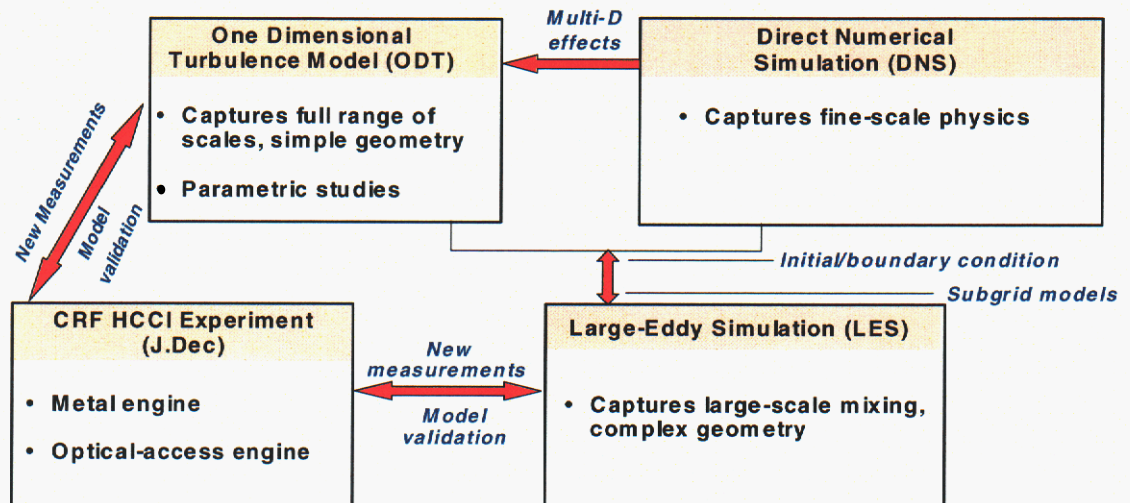 One Dimensional
Turbulence Model (ODT)
• Captures full range of
scales, simple geometry
• Parametric studies
Multi-D
effects
Direct Numerical
Simulation (DNS)
• Captures fine-scale physics
New Measurements
Model
validation
Initial/boundary condition
Subgrid models
CRF HCCI Experiment
(J.Dec)
• Metal engine
• Optical-access engine
New
measurements
Model
validation
Large-Eddy Simulation (LES)
• Captures large-scale mixing,
complex geometry